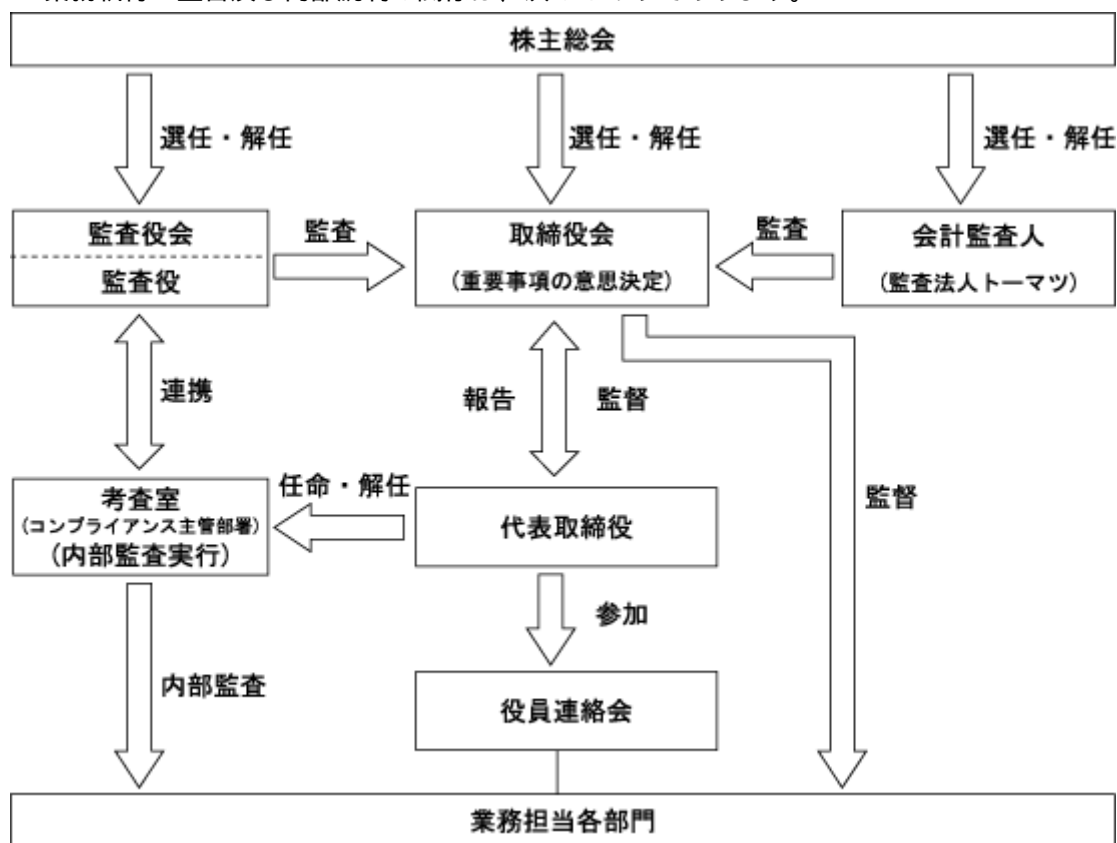 株主総会
選任・解任
選任・解任
選任・解任
監査役会
監査役
監査
取締役会
(重要事項の意思決定)
監査
会計監査人
(監査法人トーマツ)
連携
報告
監督
考査室
(コンプライアンス主管部署)
(内部監査実行)
任命・解任
代表取締役
監督
参加
内部監査
役員連絡会
業務担当各部門